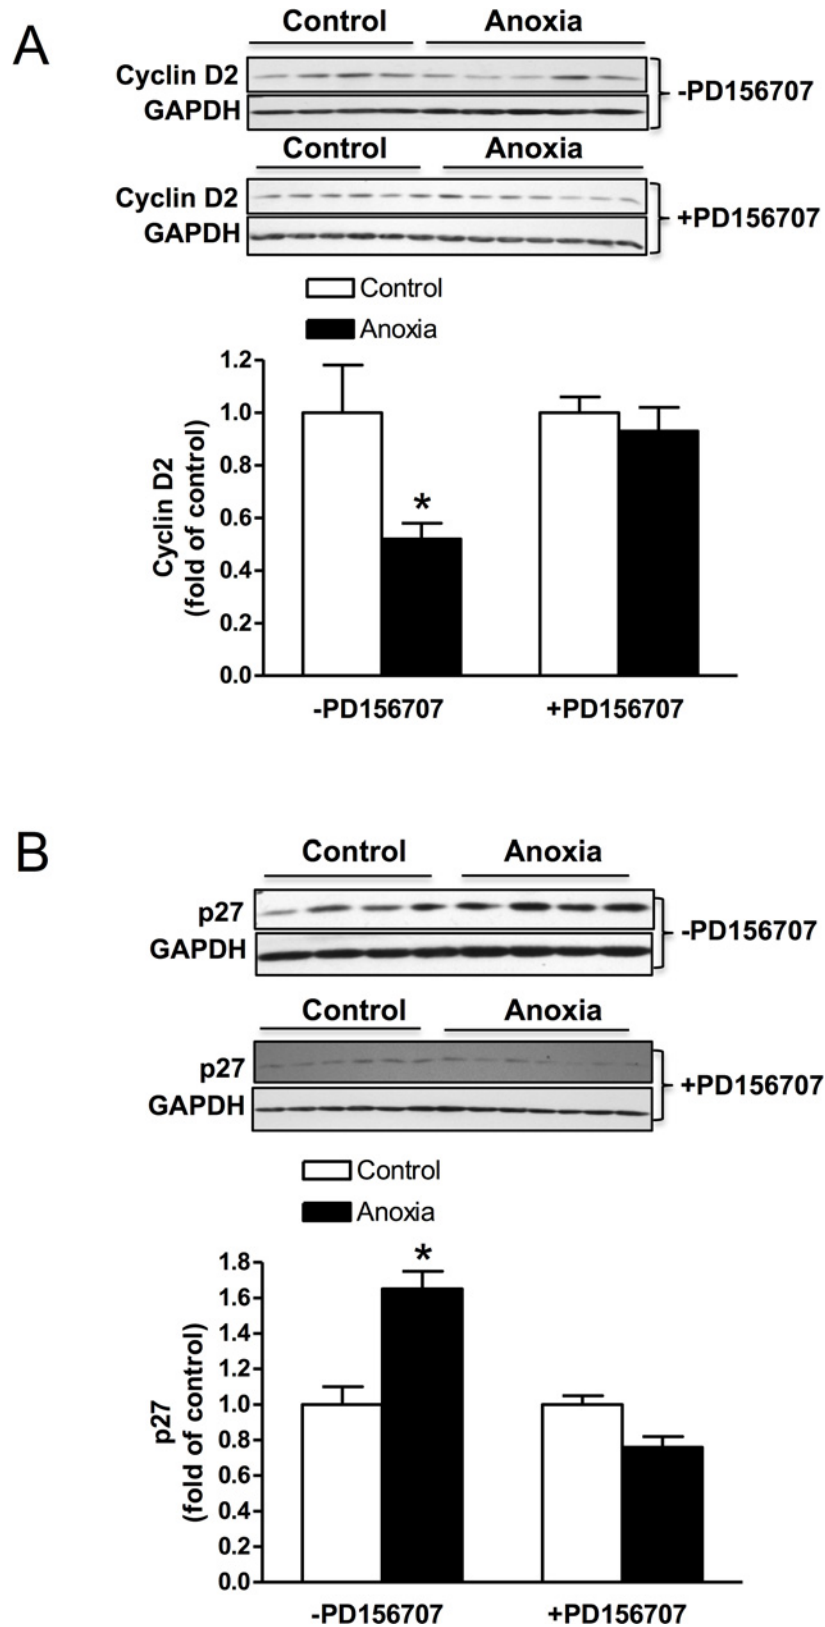 A
Control Anoxia
Cyclin D2
GAPDH
-PD156707
Control Anoxia
Cyclin D2
GAPDH
+PD156707
Control
Anoxia
Cyclin D2
(fold of control)
1.2
1.0
0.8
0.6
0.4
0.2
0.0
*
-PD156707 +PD156707
B
Control Anoxia
p27
GAPDH
-PD156707
Control Anoxia
p27
GAPDH
+PD156707
Control
Anoxia
p27
(fold of control)
1.8
1.6
1.4
1.2
1.0
0.8
0.6
0.4
0.2
0.0
*
-PD156707 +PD156707